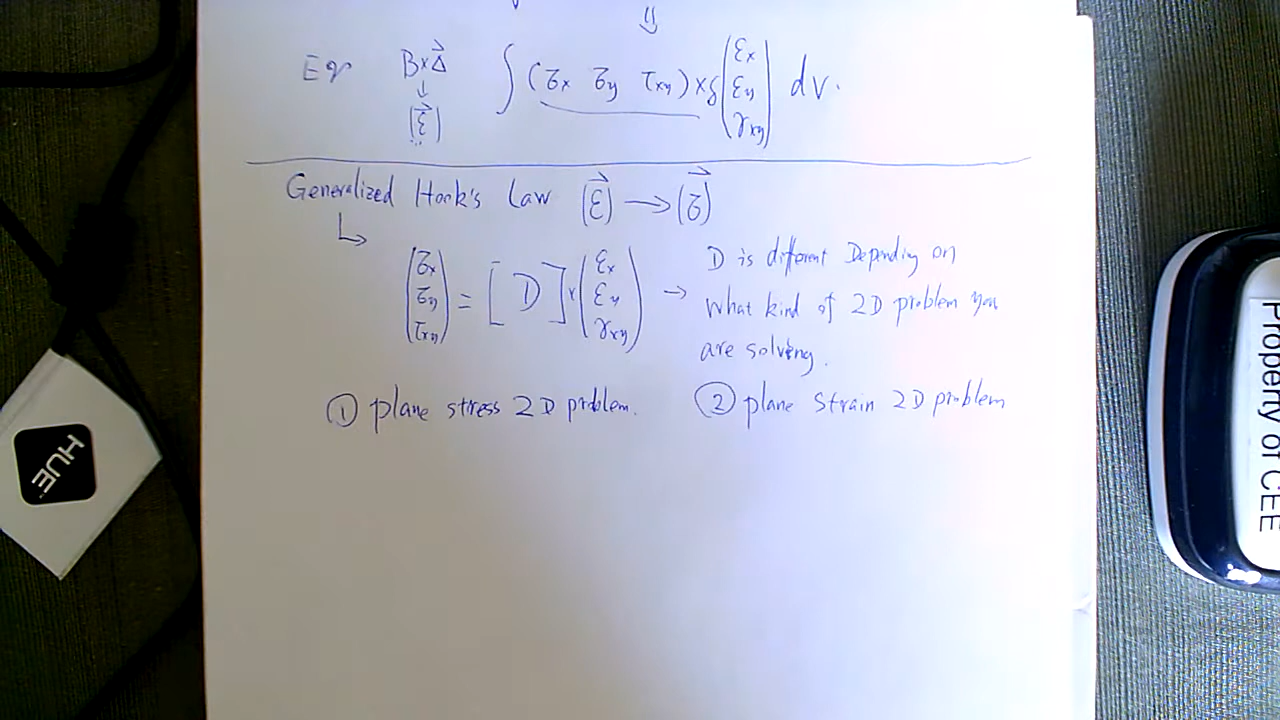 ⇓
Eq B×Δ⃗ ∫ (σx σy τxy) × δ (εx εy γxy) dv.
↓
(ε⃗)
Generalized Hook's Law (ε⃗) → (σ⃗)
↳ (σx σy τxy) = [D] × (εx εy γxy) → D is different Depending on
what kind of 2D problem you
are solving.
① plane stress 2D problem. ② plane strain 2D problem
HUE
Property of CEE